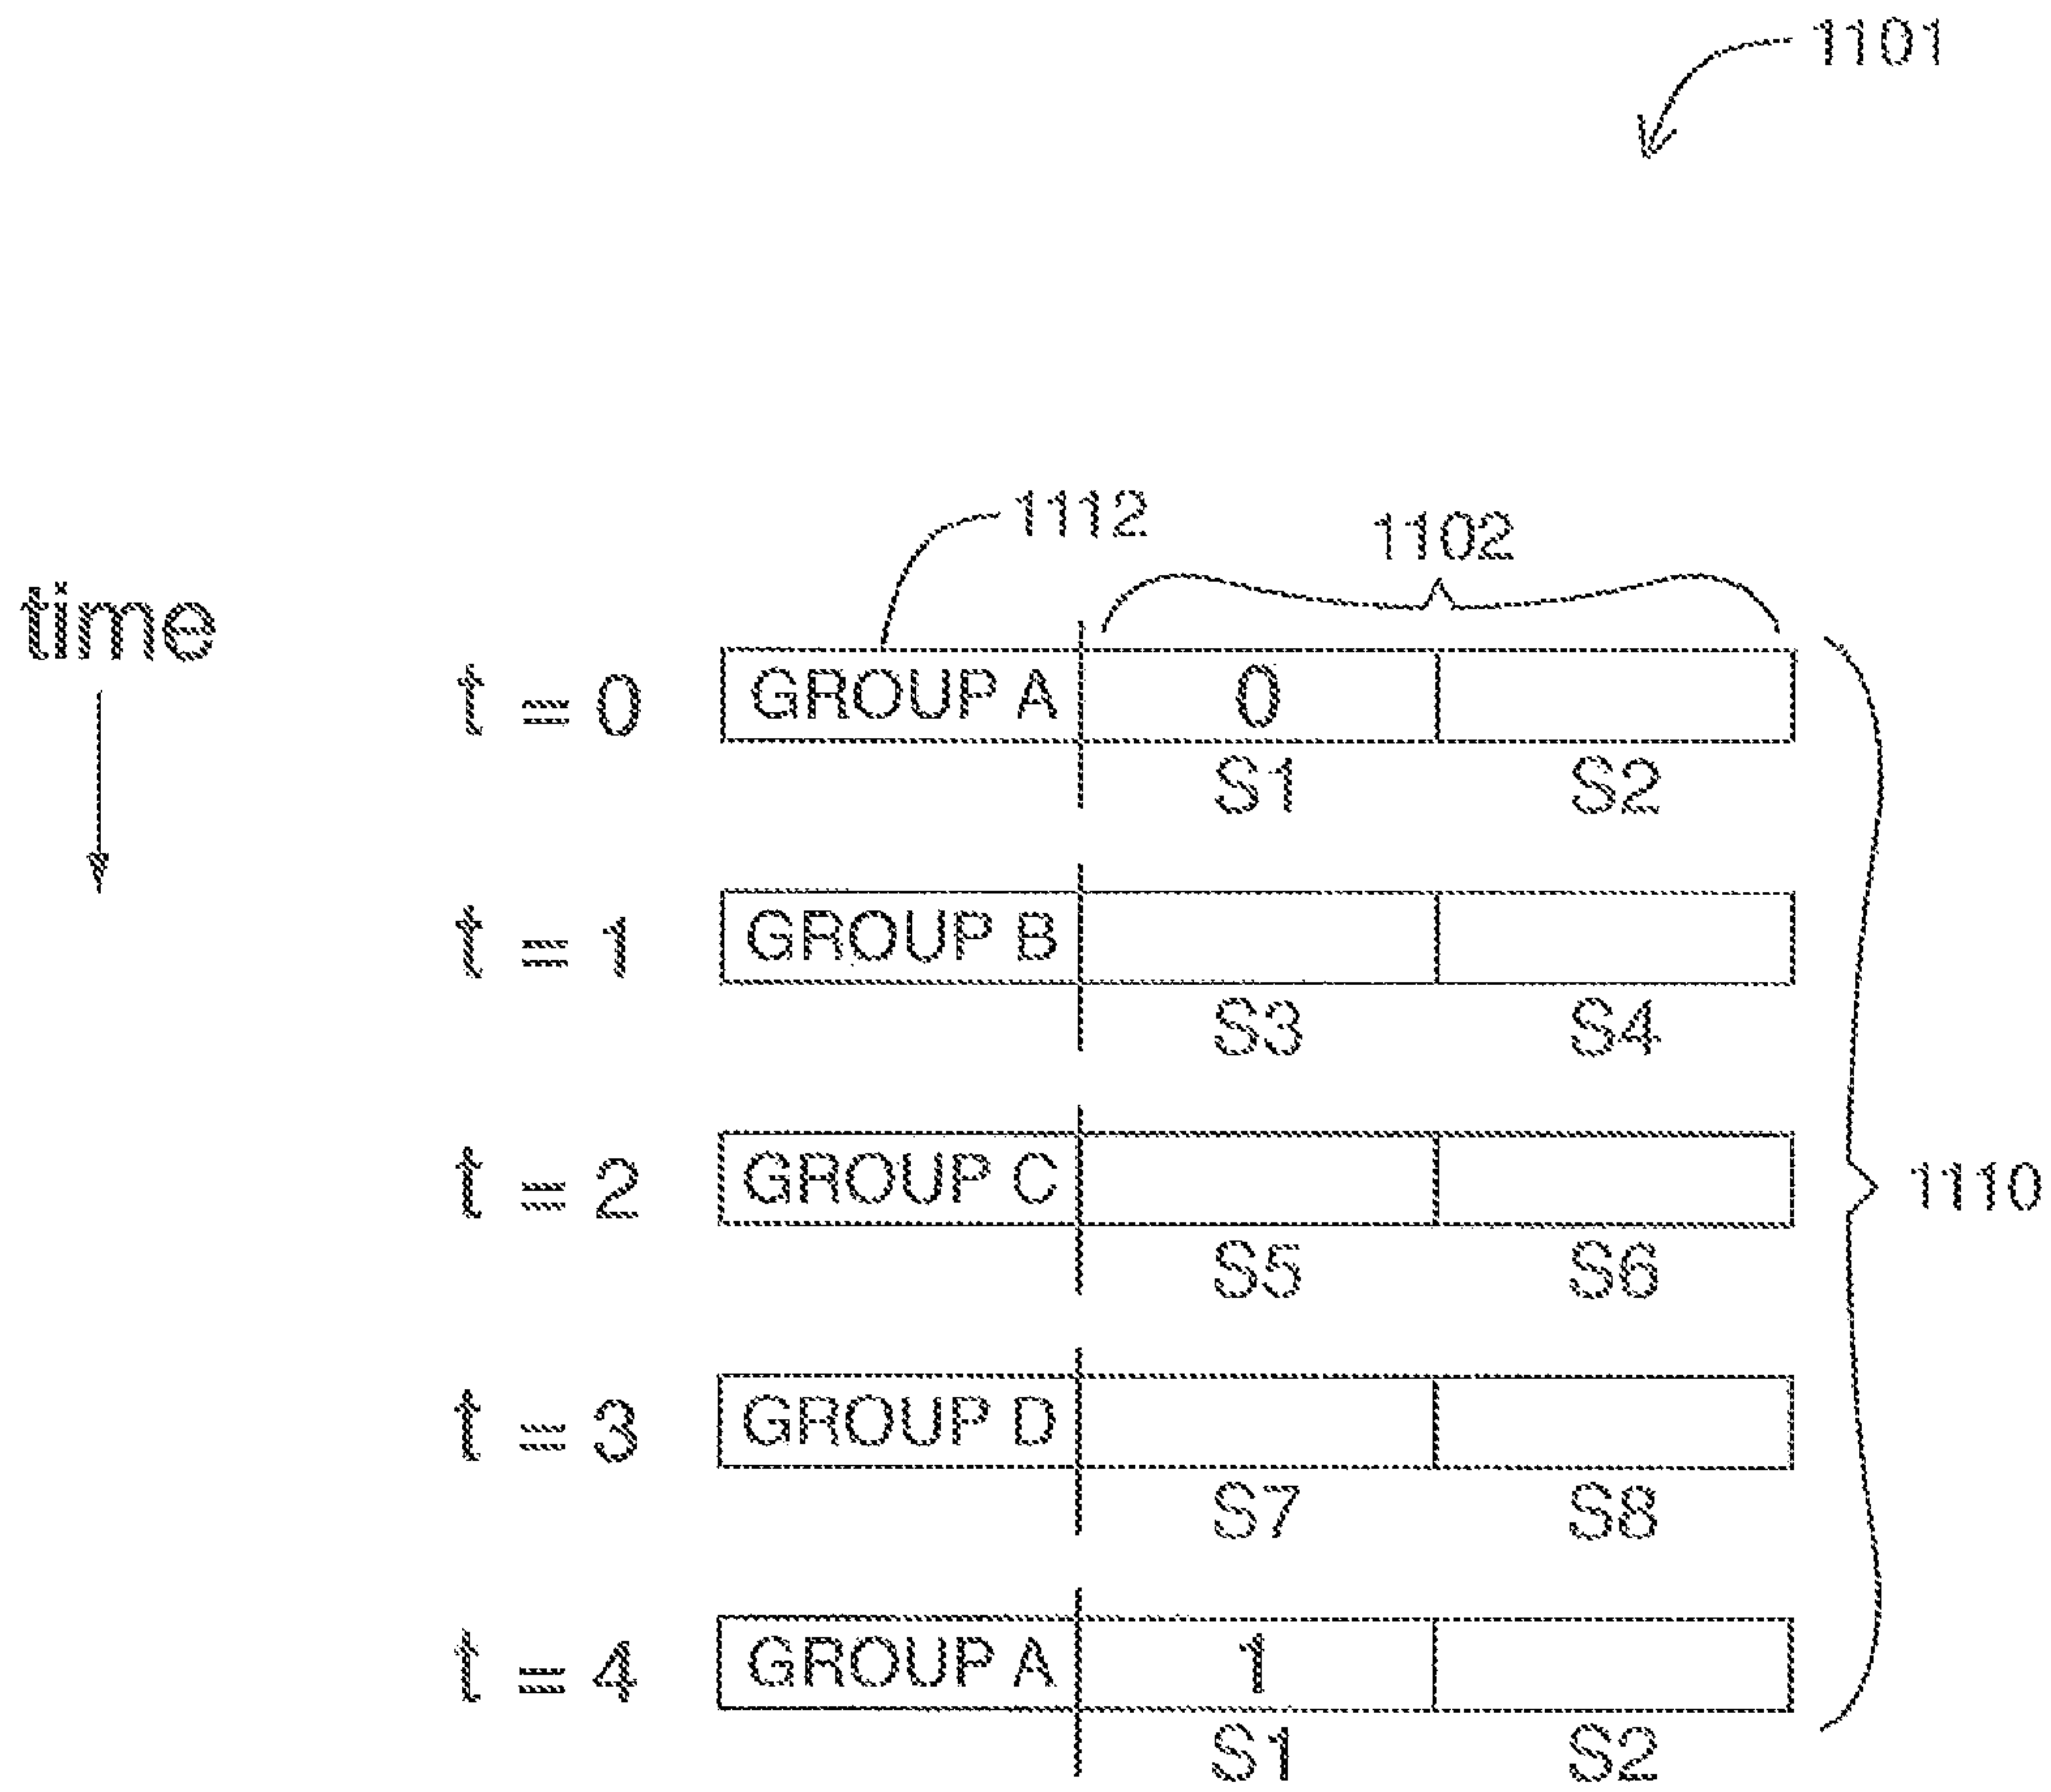 1101
1112
1102
time
t = 0 GROUP A 0
S1 S2
t = 1 GROUP B
S3 S4
t = 2 GROUP C
S5 S6
1110
t = 3 GROUP D
S7 S8
t = 4 GROUP A 1
S1 S2